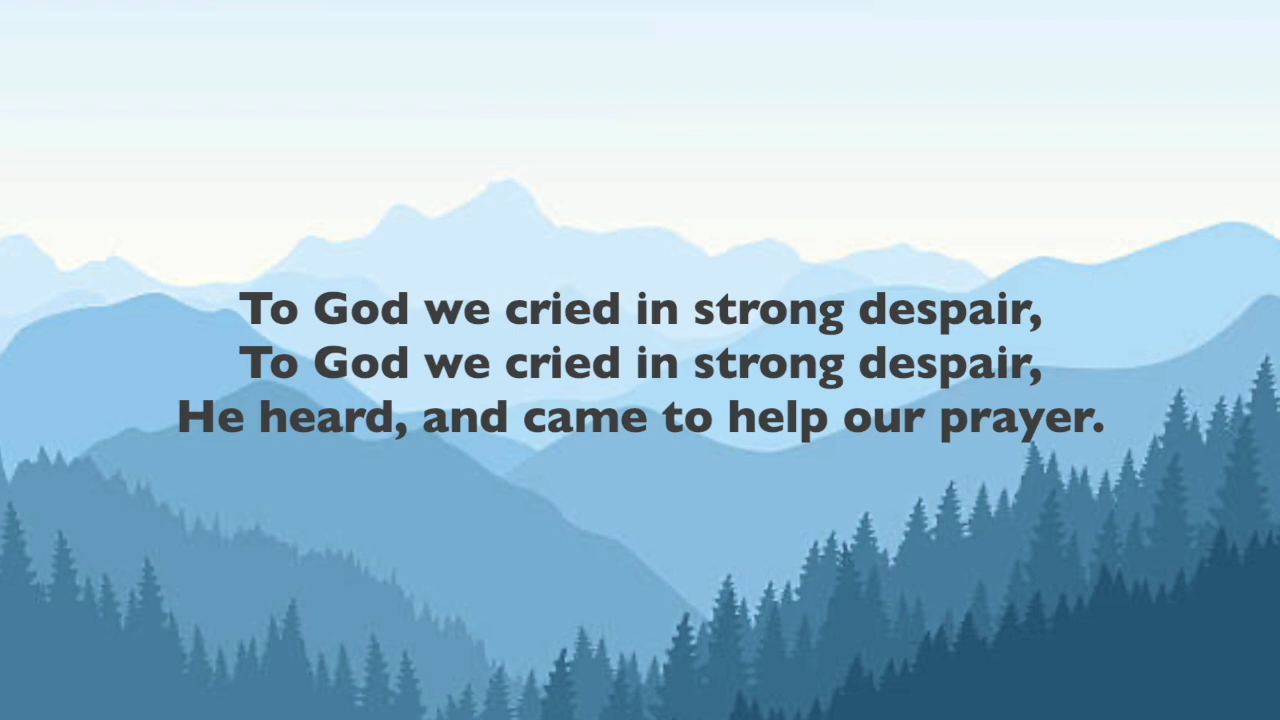 To God we cried in strong despair,
To God we cried in strong despair,
He heard, and came to help our prayer.